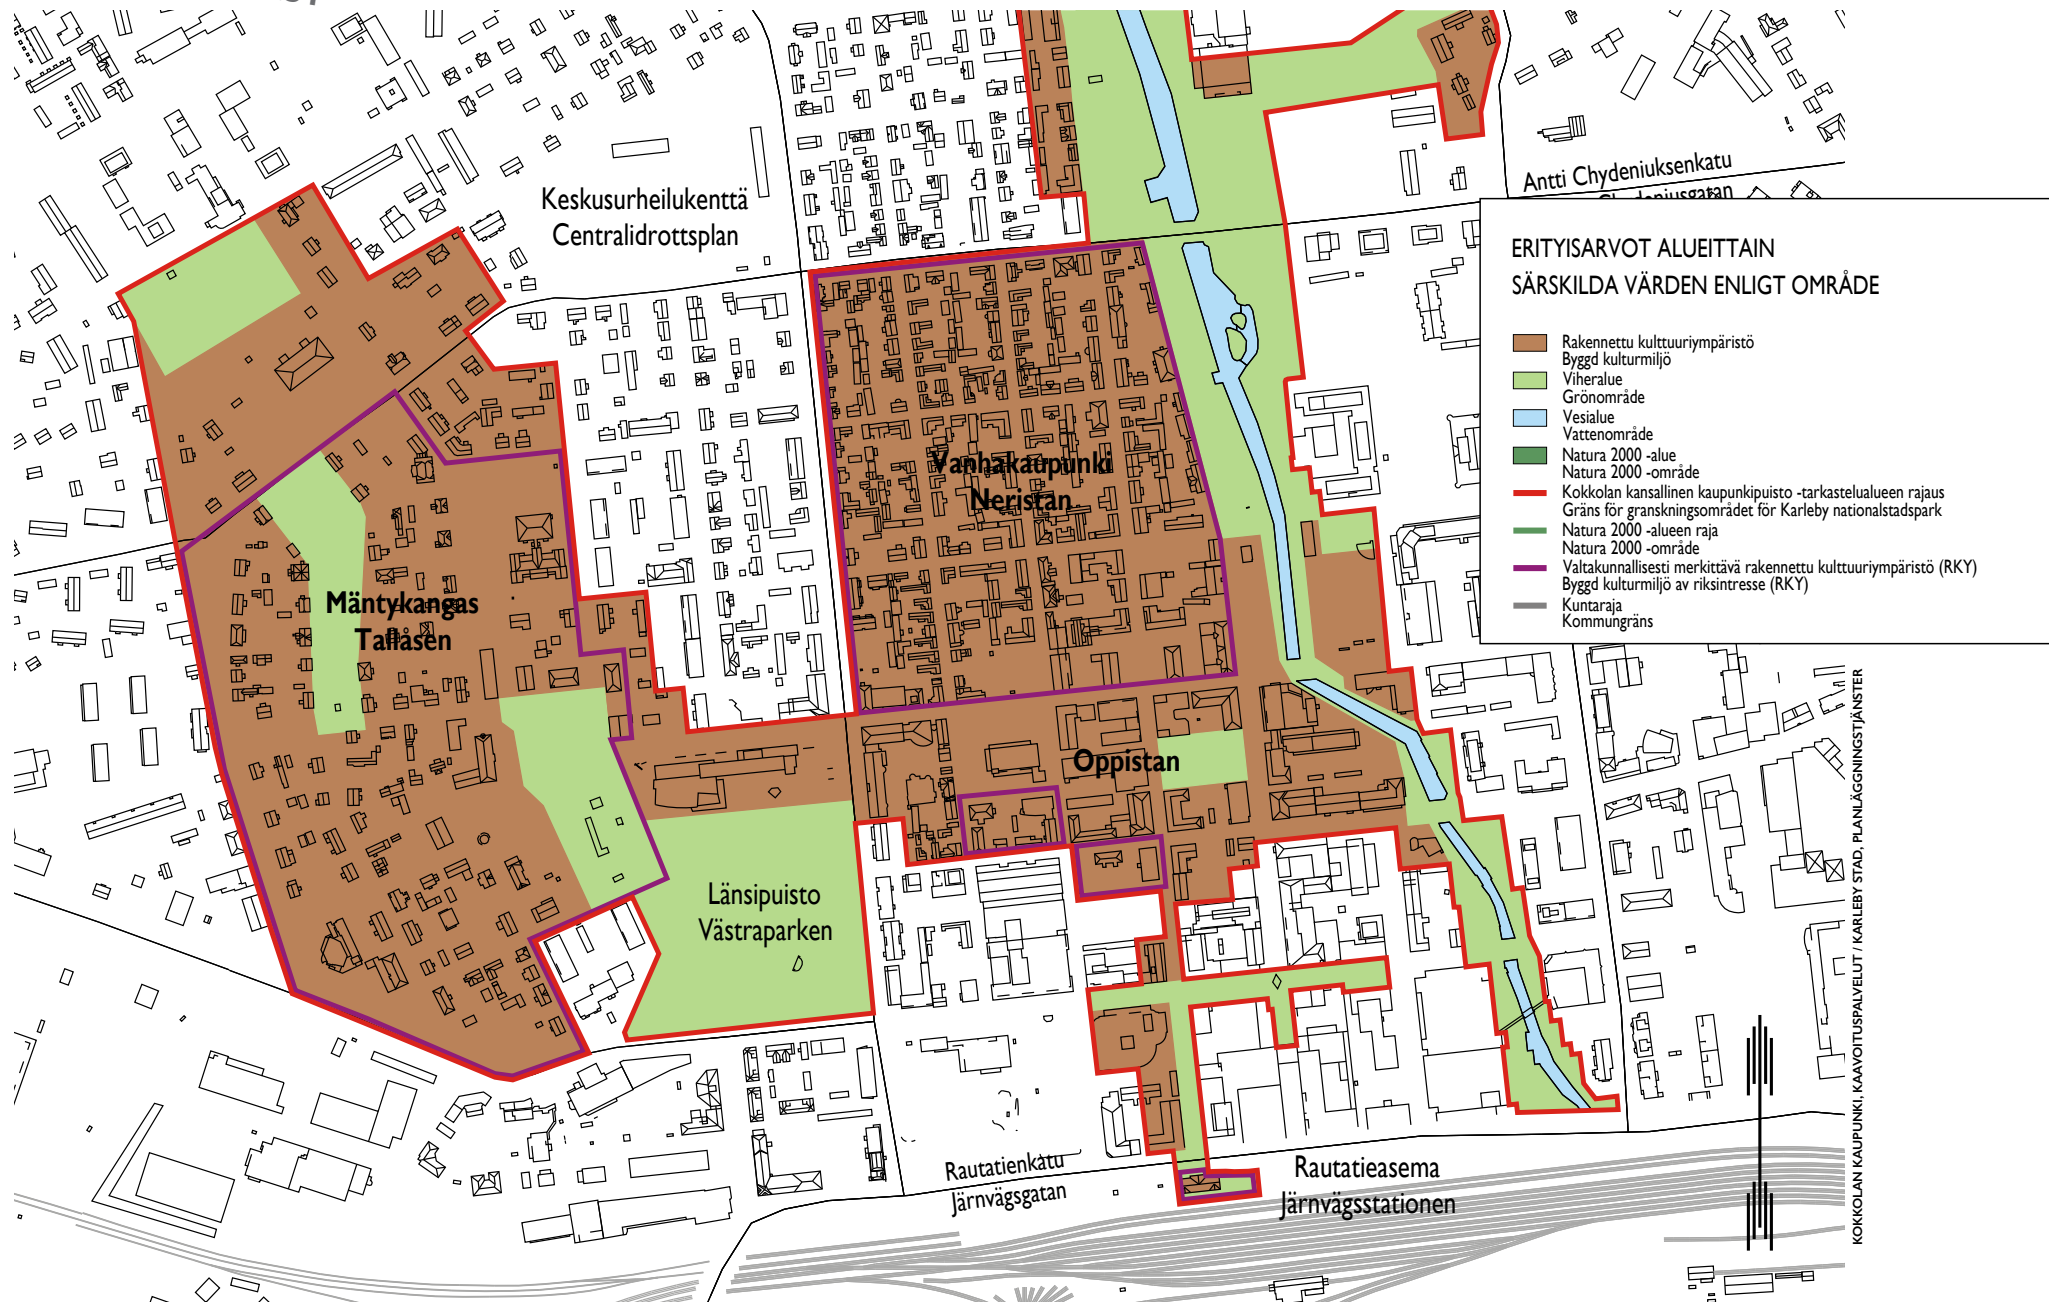 Antti Chydeniuksenkatu
Chydeniusgatan
Keskusurheilukenttä
Centralidrottsplan
ERITYISARVOT ALUEITTAIN
SÄRSKILDA VÄRDEN ENLIGT OMRÅDE
Rakennettu kulttuuriympäristö
Byggd kulturmiljö
Viheralue
Grönområde
Vesialue
Vattenområde
Natura 2000 -alue
Natura 2000 -område
Kokkolan kansallinen kaupunkipuisto -tarkastelualueen rajaus
Gräns för granskningsområdet för Karleby nationalstadspark
Natura 2000 -alueen raja
Natura 2000 -område
Valtakunnallisesti merkittävä rakennettu kulttuuriympäristö (RKY)
Byggd kulturmiljö av riksintresse (RKY)
Kuntaraja
Kommungräns
Vanhakaupunki
Neristan
Mäntykangas
Tallåsen
Oppistan
Länsipuisto
Västraparken
Rautatienkatu
Järnvägsgatan
Rautatieasema
Järnvägsstationen
KOKKOLAN KAUPUNKI, KAAVOITUSPALVELUT / KARLEBY STAD, PLANLÄGGNINGSTJÄNSTER